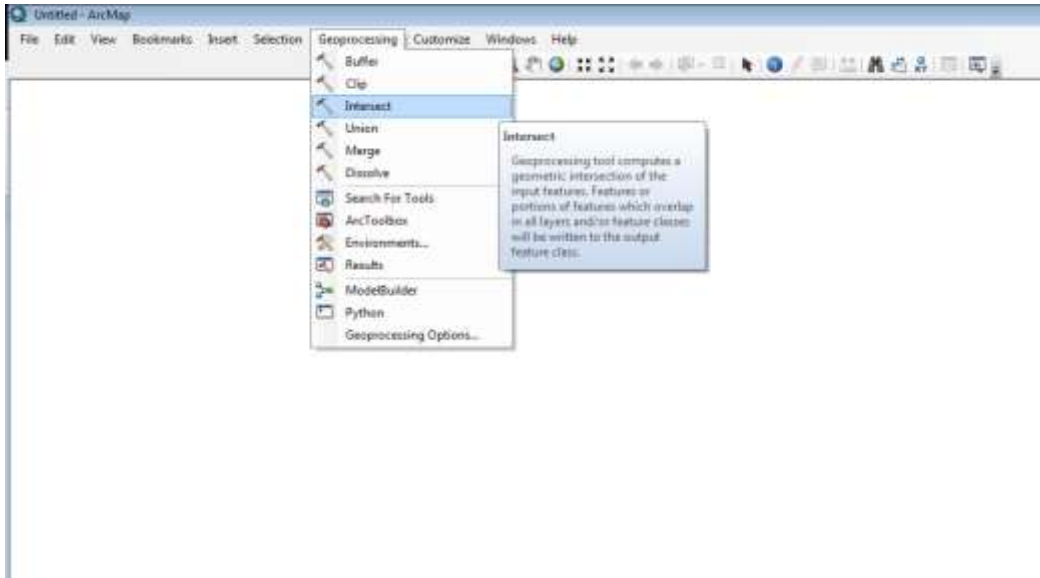 Untitled - ArcMap
File Edit View Bookmarks Insert Selection Geoprocessing Customize Windows Help
Buffer
Clip
Intersect
Union
Merge
Dissolve
Search For Tools
ArcToolbox
Environments...
Results
ModelBuilder
Python
Geoprocessing Options...
Intersect
Geoprocessing tool computes a
geometric intersection of the
input features. Features or
portions of features which overlap
in all layers and/or feature classes
will be written to the output
feature class.